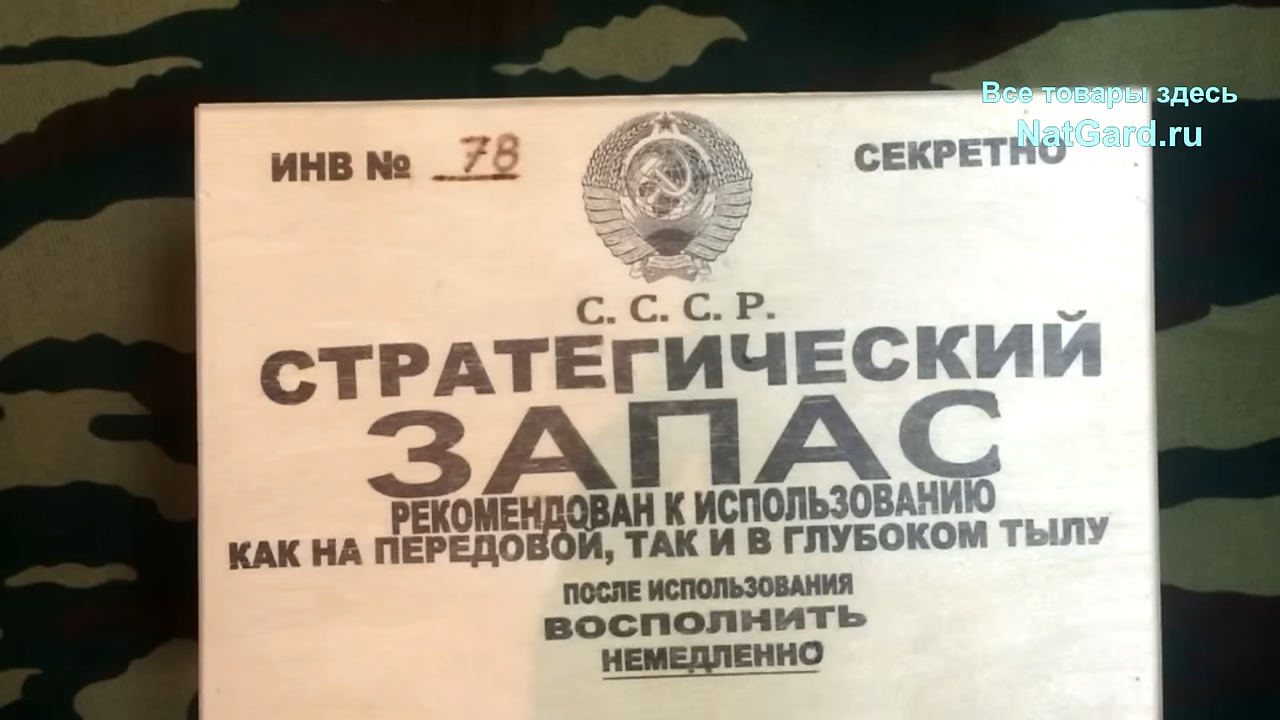 Все товары здесь
NatGard.ru
ИНВ № 78
СЕКРЕТНО
С. С. С. Р.
СТРАТЕГИЧЕСКИЙ
ЗАПАС
РЕКОМЕНДОВАН К ИСПОЛЬЗОВАНИЮ
КАК НА ПЕРЕДОВОЙ, ТАК И В ГЛУБОКОМ ТЫЛУ
ПОСЛЕ ИСПОЛЬЗОВАНИЯ
ВОСПОЛНИТЬ
НЕМЕДЛЕННО